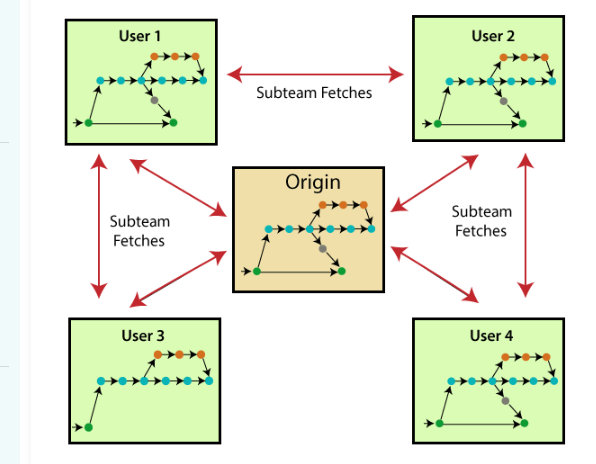 User 1
User 2
Subteam Fetches
Origin
Subteam
Fetches
Subteam
Fetches
User 3
User 4